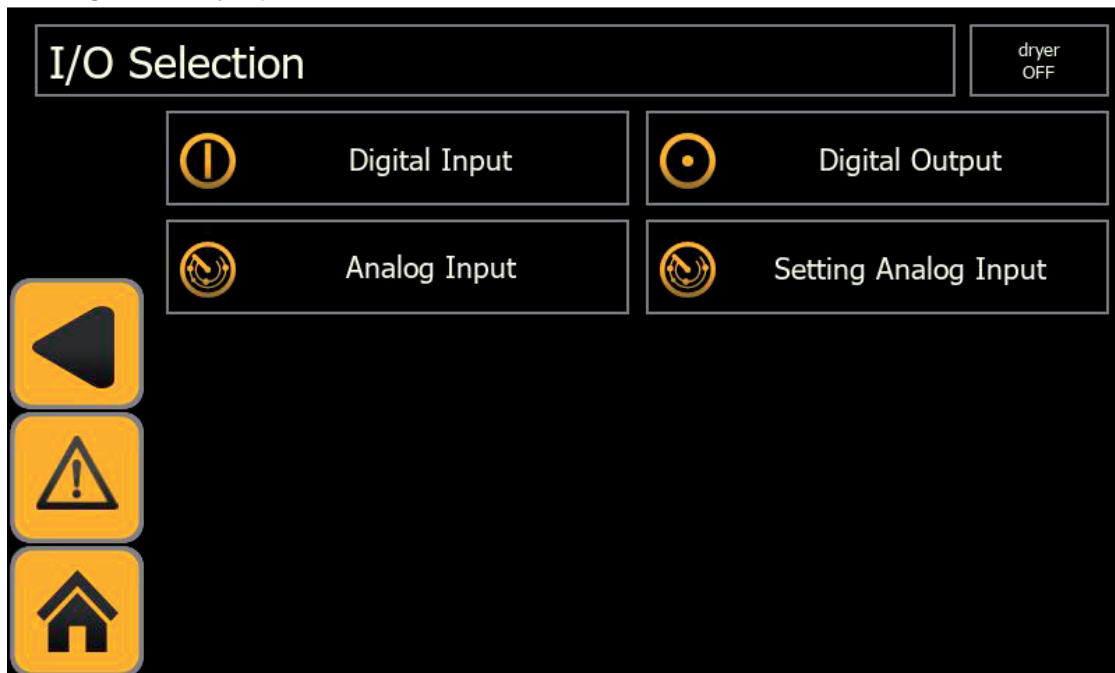 I/O Selection
dryer
OFF
Digital Input
Digital Output
Analog Input
Setting Analog Input